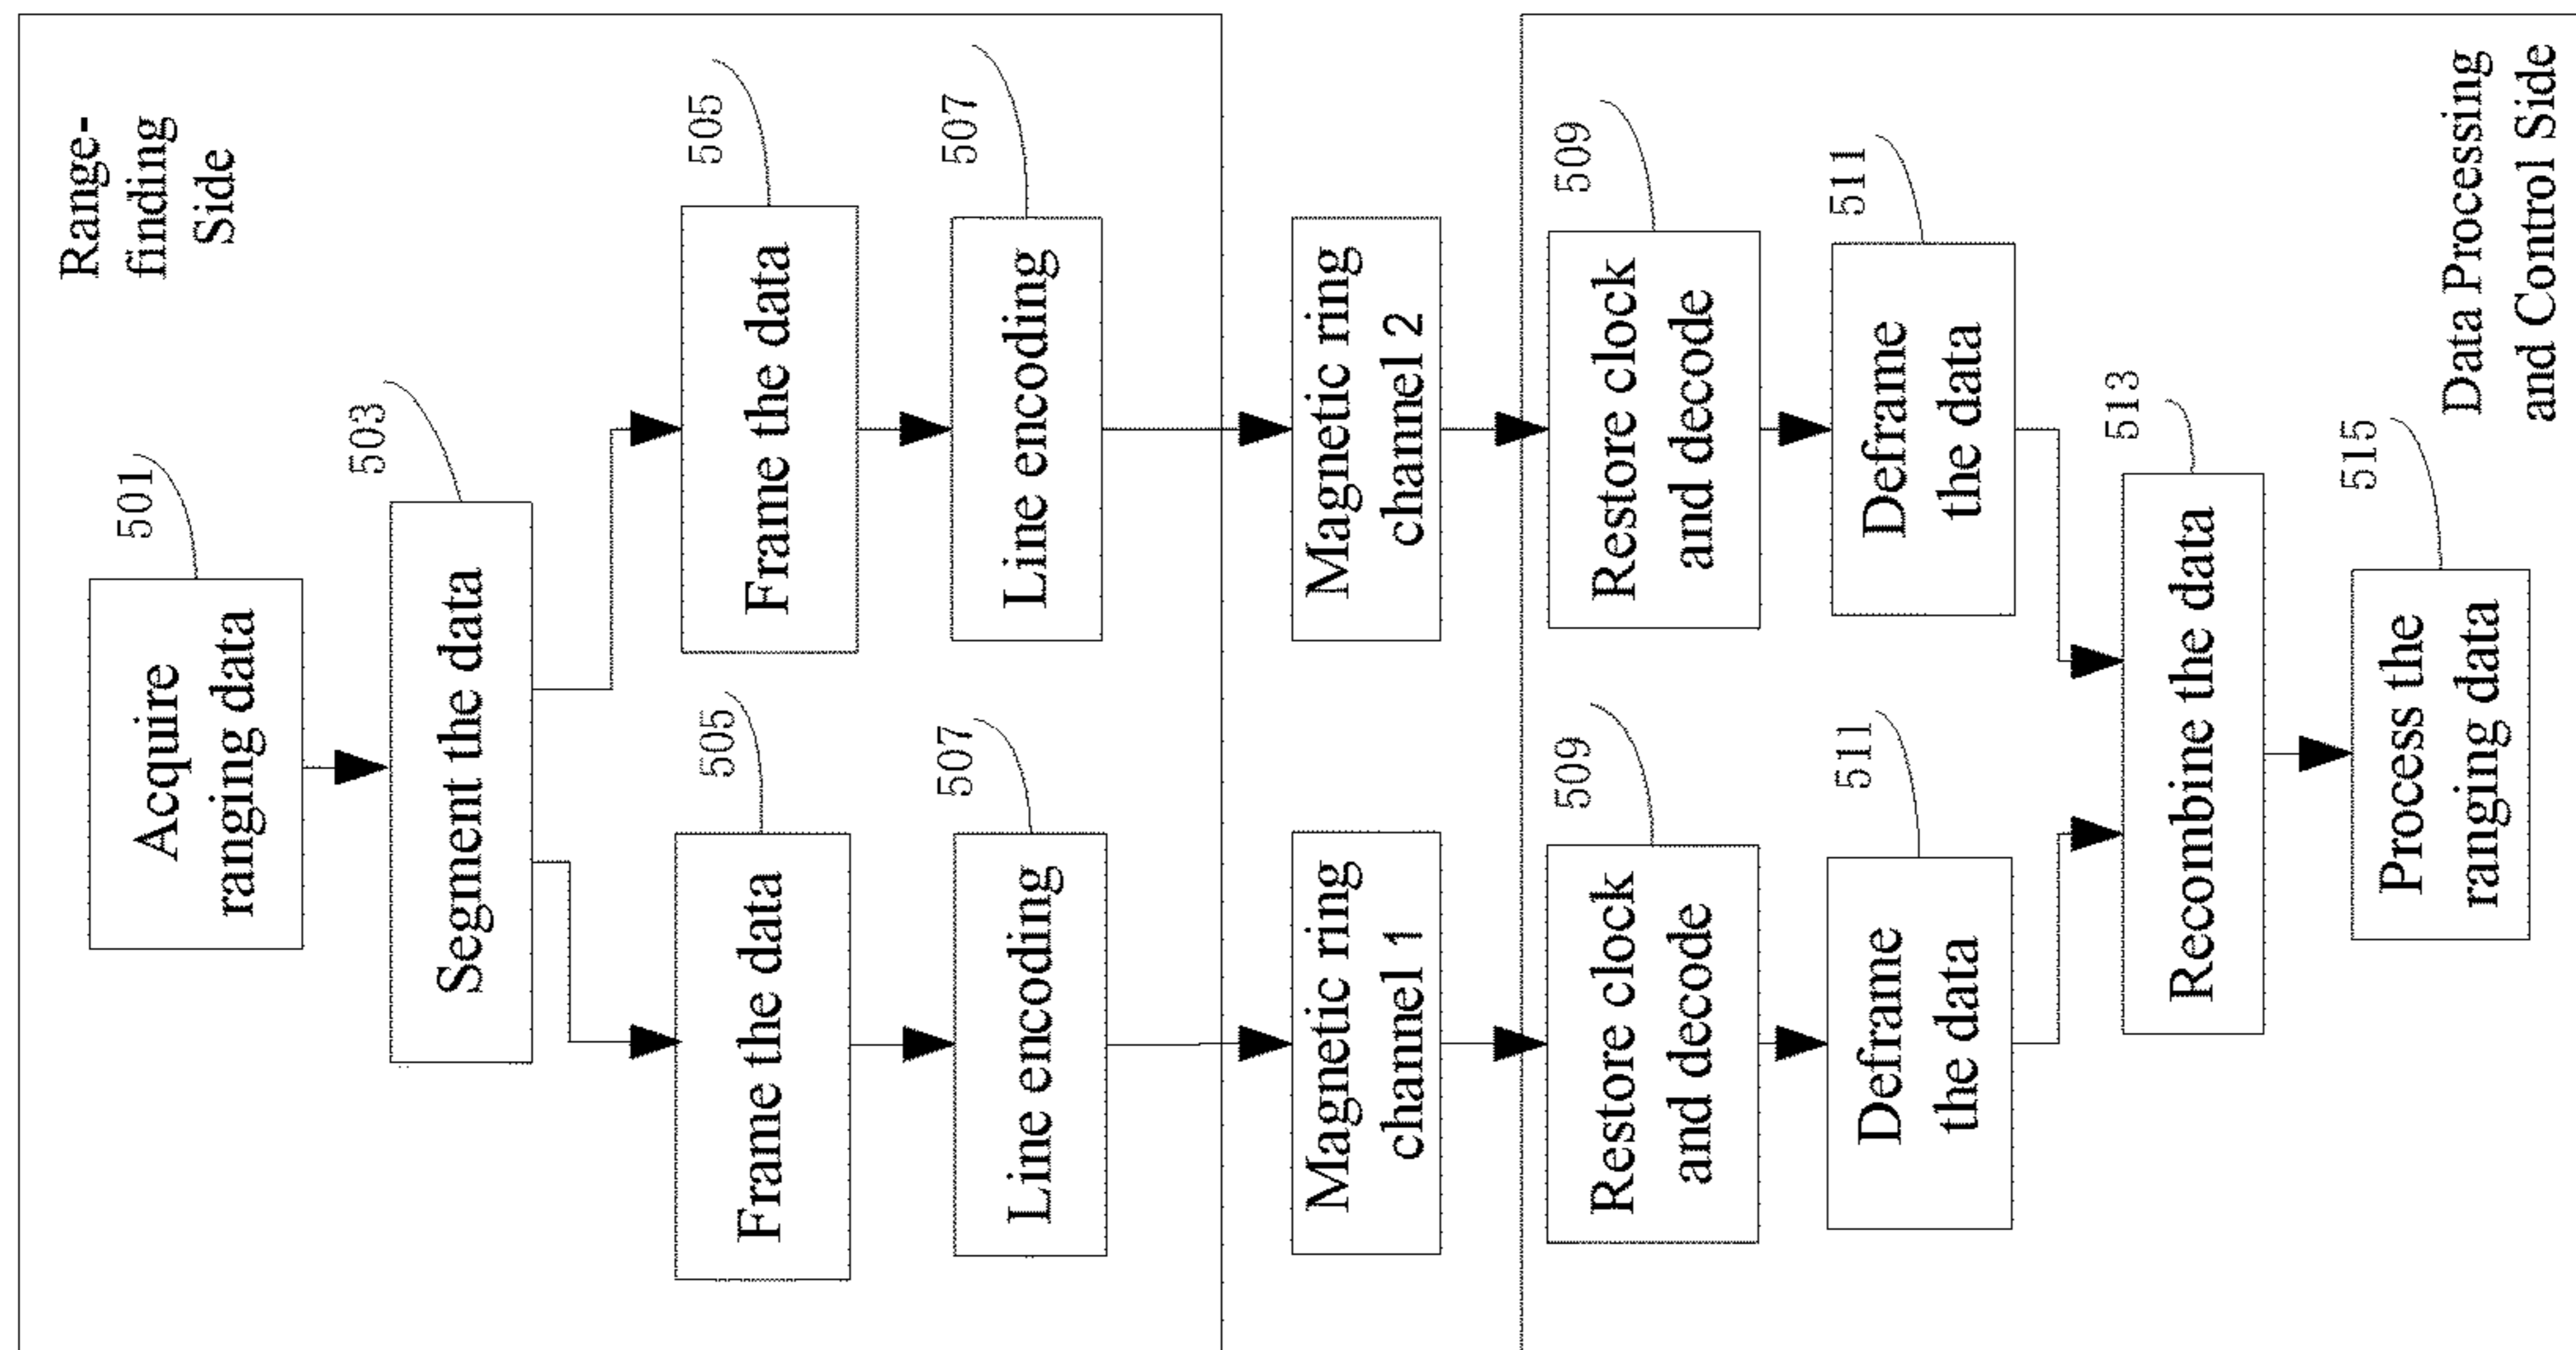 Range-
finding
Side
501
Acquire
ranging data
503
Segment the data
505
Frame the data
505
Frame the data
507
Line encoding
507
Line encoding
Magnetic ring
channel 1
Magnetic ring
channel 2
509
Restore clock
and decode
509
Restore clock
and decode
511
Deframe
the data
511
Deframe
the data
513
Recombine the data
515
Process the
ranging data
Data Processing
and Control Side